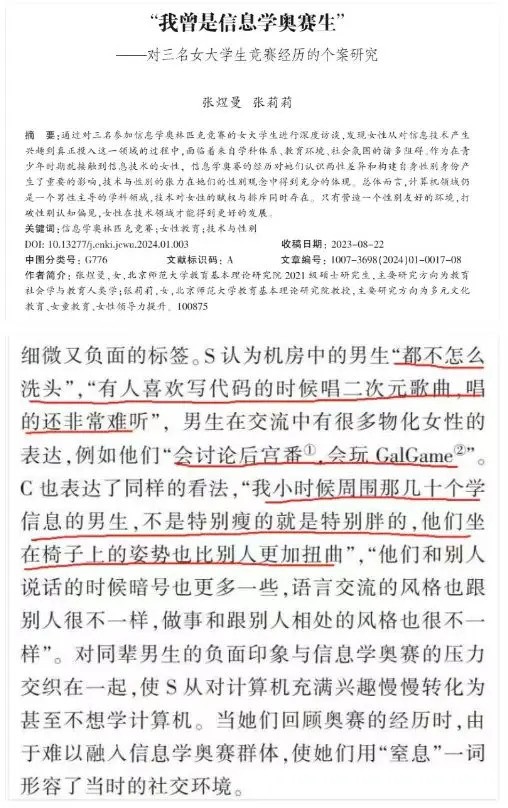 “我曾是信息学奥赛生”
——对三名女大学生竞赛经历的个案研究
张煜曼 张莉莉
摘 要:通过对三名参加信息学奥林匹克竞赛的女大学生进行深度访谈,发现女性从对信息技术产生
兴趣到真正投入这一领域的过程中,面临着来自学科体系、教育环境、社会氛围的诸多阻碍。作为在青
少年时期就接触到信息技术的女性, 信息学奥赛的经历对她们认识两性差异和构建自身性别身份产
生了重要的影响,技术与性别的张力在她们的性别观念中得到充分的体现。总体而言,计算机领域仍
是一个男性主导的学科领域,技术对女性的赋权与排斥同时存在。只有营造一个性别友好的环境,打
破性别认知偏见,女性在技术领域才能得到更好的发展。
关键词:信息学奥赛;女性教育;技术与性别
DOI: 10.13277/j.cnki.jcwu.2024.01.003 收稿日期: 2023-08-22
中图分类号: G776 文献标识码: A 文章编号: 1007-3698(2024)01-0017-08
作者简介: 张煜曼,女,北京师范大学教育基本理论研究院 2021 级硕士研究生,主要研究方向为教育
社会学与教育人类学;张莉莉,女,北京师范大学教育基本理论研究院教授,主要研究方向为多元文化
教育、女童教育、女性领导力提升。100875
细微又负面的标签。S 认为机房中的男生“都不怎么
洗头”,“有人喜欢写代码的时候唱二次元歌曲,唱
的还非常难听”, 男生在交流中有很多物化女性的
表达,例如他们“会讨论后宫番①,会玩 GalGame②”。
C 也表达了同样的看法,“我小时候周围那几十个学
信息的男生,不是特别瘦的就是特别胖的,他们坐
在椅子上的姿势也比别人更加扭曲”,“他们和别人
说话的时候暗号也更多一些,语言交流的风格也跟
别人很不一样,做事和跟别人相处的风格也很不一
样”。对同辈男生的负面印象与信息学奥赛的压力
交织在一起,使 S 从对计算机充满兴趣慢慢转化为
甚至不想学计算机。当她们回顾奥赛的经历时,由
于难以融入信息学奥赛群体,使她们用“窒息”一词
形容了当时的社交环境。